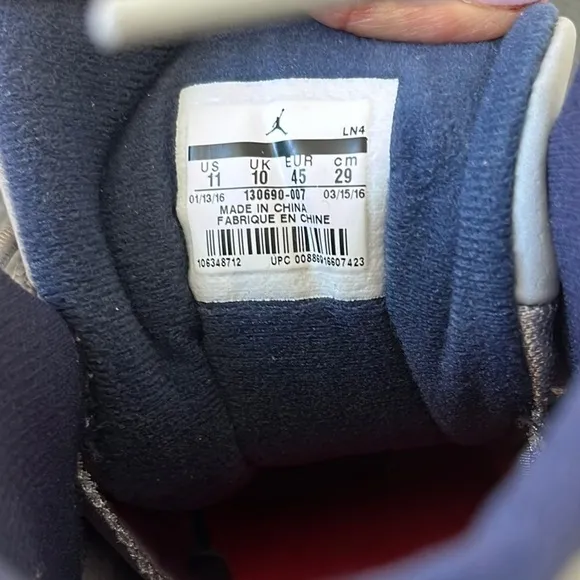 LN4
US UK EUR cm
11 10 45 29
01/13/16 130690-007 03/15/16
MADE IN CHINA
FABRIQUE EN CHINE
106348712 UPC 00886916607423